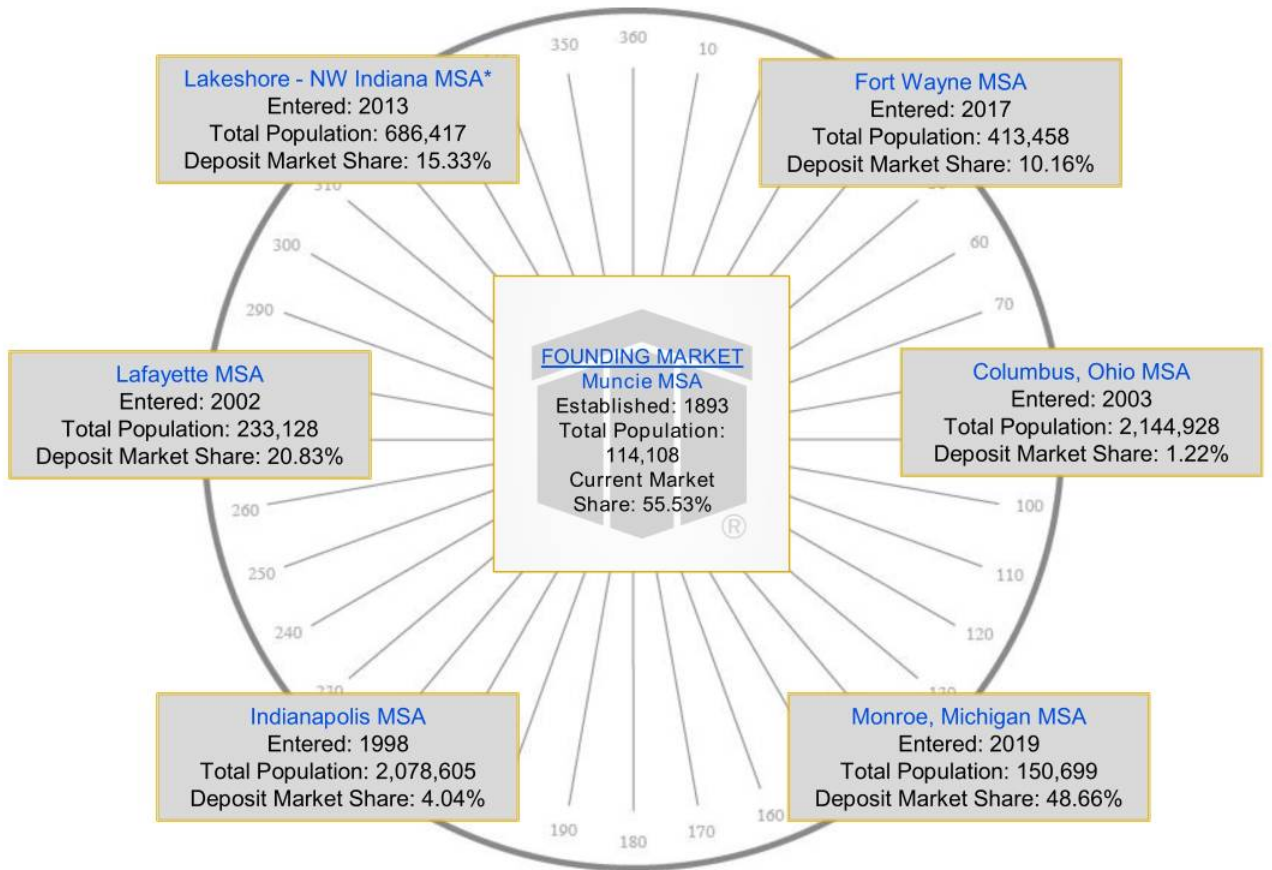 350
360
10
Lakeshore - NW Indiana MSA*
Entered: 2013
Total Population: 686,417
Deposit Market Share: 15.33%
Fort Wayne MSA
Entered: 2017
Total Population: 413,458
Deposit Market Share: 10.16%
310
300
60
290
70
FOUNDING MARKET
Muncie MSA
Established: 1893
Total Population:
114,108
Current Market
Share: 55.53%
®
Lafayette MSA
Entered: 2002
Total Population: 233,128
Deposit Market Share: 20.83%
Columbus, Ohio MSA
Entered: 2003
Total Population: 2,144,928
Deposit Market Share: 1.22%
260
100
250
110
240
120
Indianapolis MSA
Entered: 1998
Total Population: 2,078,605
Deposit Market Share: 4.04%
Monroe, Michigan MSA
Entered: 2019
Total Population: 150,699
Deposit Market Share: 48.66%
190
180
170
160